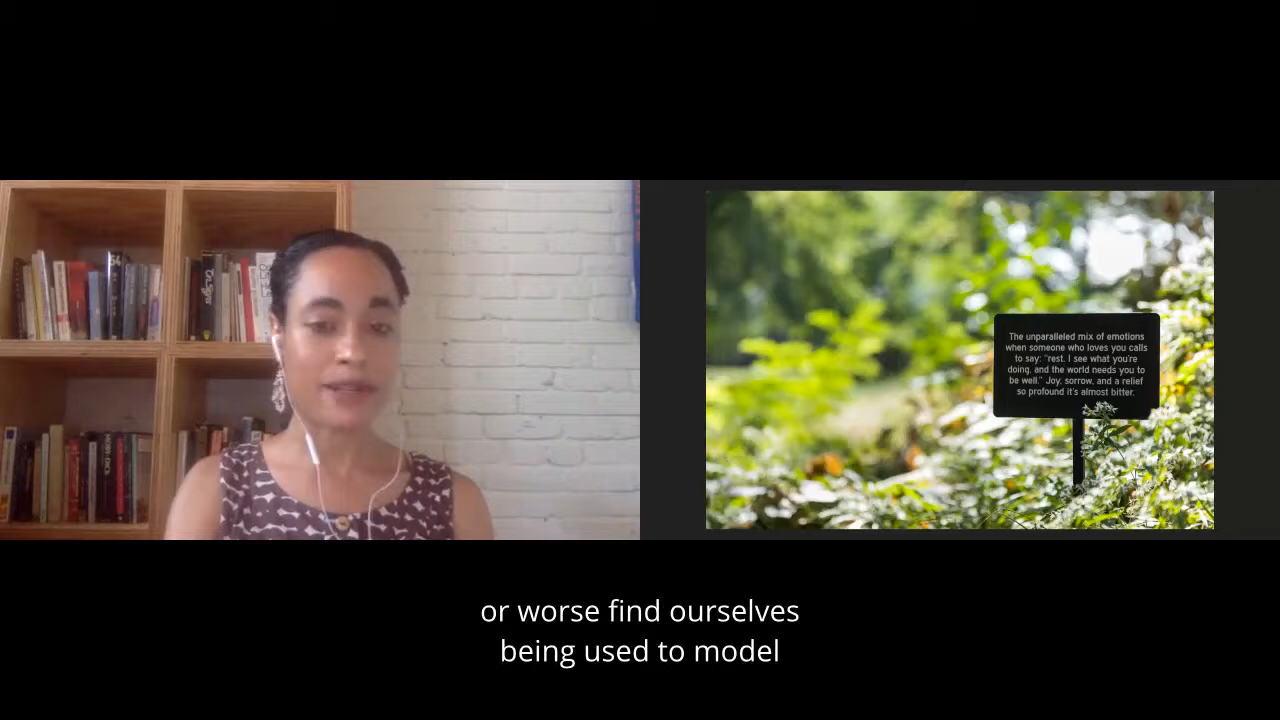 The unparalleled mix of emotions
when someone who loves you calls
to say: "rest. I see what you're
doing, and the world needs you to
be well." Joy, sorrow, and a relief
so profound it's almost bitter.
or worse find ourselves
being used to model